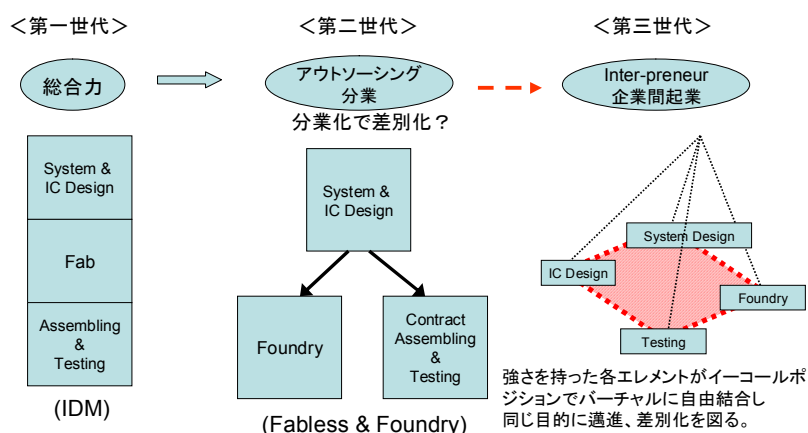 <第一世代>
総合力
System &
IC Design
Fab
Assembling
&
Testing
(IDM)
<第二世代>
アウトソーシング
分業
分業化で差別化?
System &
IC Design
Foundry
Contract
Assembling
&
Testing
(Fabless & Foundry)
<第三世代>
Inter-preneur
企業間起業
System Design
IC Design
Foundry
Testing
強さを持った各エレメントがイーコールポ
ジションでバーチャルに自由結合し
同じ目的に邁進、差別化を図る。